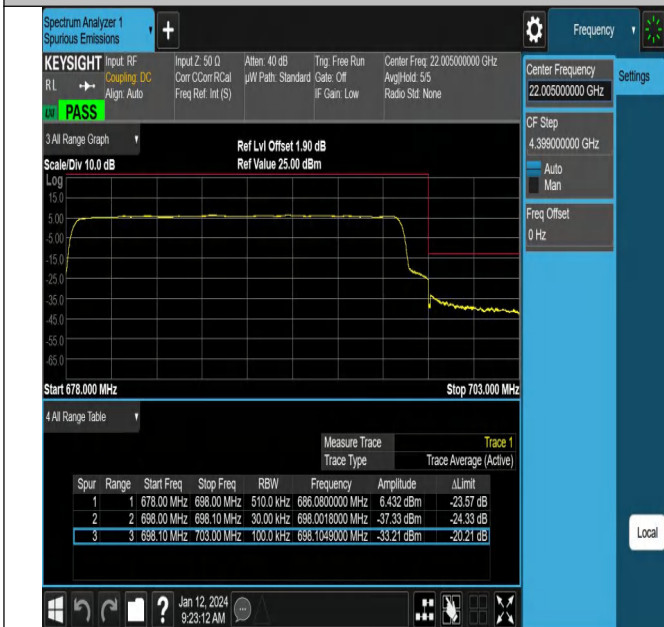 Spectrum Analyzer 1
Spurious Emissions
Frequency
KEYSIGHT
RL
Input: RF
Coupling: DC
Align: Auto
Input Z: 50 Ω
Corr CCorr RCal
Freq Ref: Int (S)
Atten: 40 dB
µW Path: Standard
Trig: Free Run
Gate: Off
IF Gain: Low
Center Freq: 22.005000000 GHz
Avg|Hold: 5/5
Radio Std: None
PASS
Center Frequency
22.005000000 GHz
Settings
CF Step
4.399000000 GHz
Auto
Man
Freq Offset
0 Hz
3 All Range Graph
Scale/Div 10.0 dB
Ref Lvl Offset 1.90 dB
Ref Value 25.00 dBm
Log
15.0
5.00
-5.00
-15.0
-25.0
-35.0
-45.0
-55.0
-65.0
Start 678.000 MHz Stop 703.000 MHz
4 All Range Table
Measure Trace Trace 1
Trace Type Trace Average (Active)
Spur Range Start Freq Stop Freq RBW Frequency Amplitude ΔLimit
1 1 678.00 MHz 698.00 MHz 510.0 kHz 686.0800000 MHz 6.432 dBm -23.57 dB
2 2 698.00 MHz 698.10 MHz 30.00 kHz 698.0018000 MHz -37.33 dBm -24.33 dB
3 3 698.10 MHz 703.00 MHz 100.0 kHz 698.1049000 MHz -33.21 dBm -20.21 dB
Local
Jan 12, 2024
9:23:12 AM